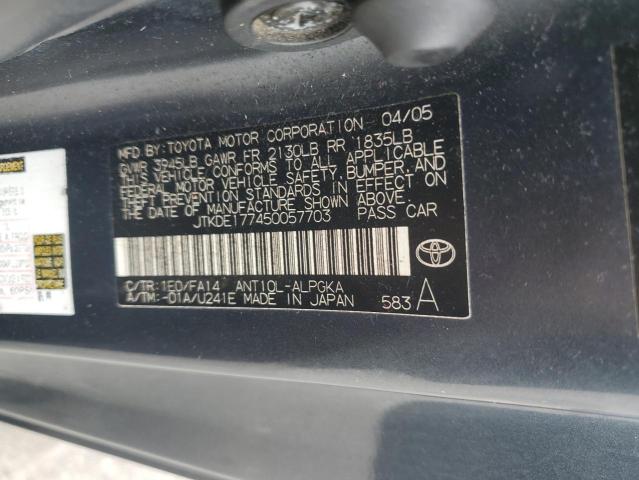 MFD. BY: TOYOTA MOTOR CORPORATION 04/05
GVWR 3945LB GAWR FR 2130LB RR 1835LB
THIS VEHICLE CONFORMS TO ALL APPLICABLE
FEDERAL MOTOR VEHICLE SAFETY, BUMPER, AND
THEFT PREVENTION STANDARDS IN EFFECT ON
THE DATE OF MANUFACTURE SHOWN ABOVE.
JTKDE177450057703 PASS CAR
C/TR: 1E0/FA14 ANT10L-ALPGKA
A/TM: -01A/U241E MADE IN JAPAN
583 A